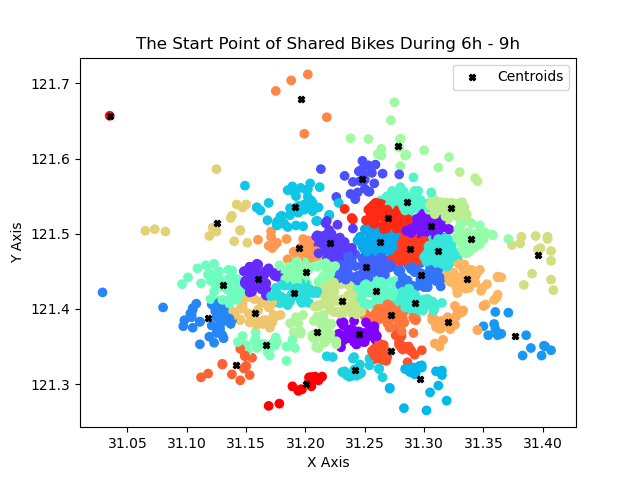 The Start Point of Shared Bikes During 6h - 9h
Centroids
121.7
121.6
121.5
121.4
121.3
Y Axis
31.05 31.10 31.15 31.20 31.25 31.30 31.35 31.40
X Axis